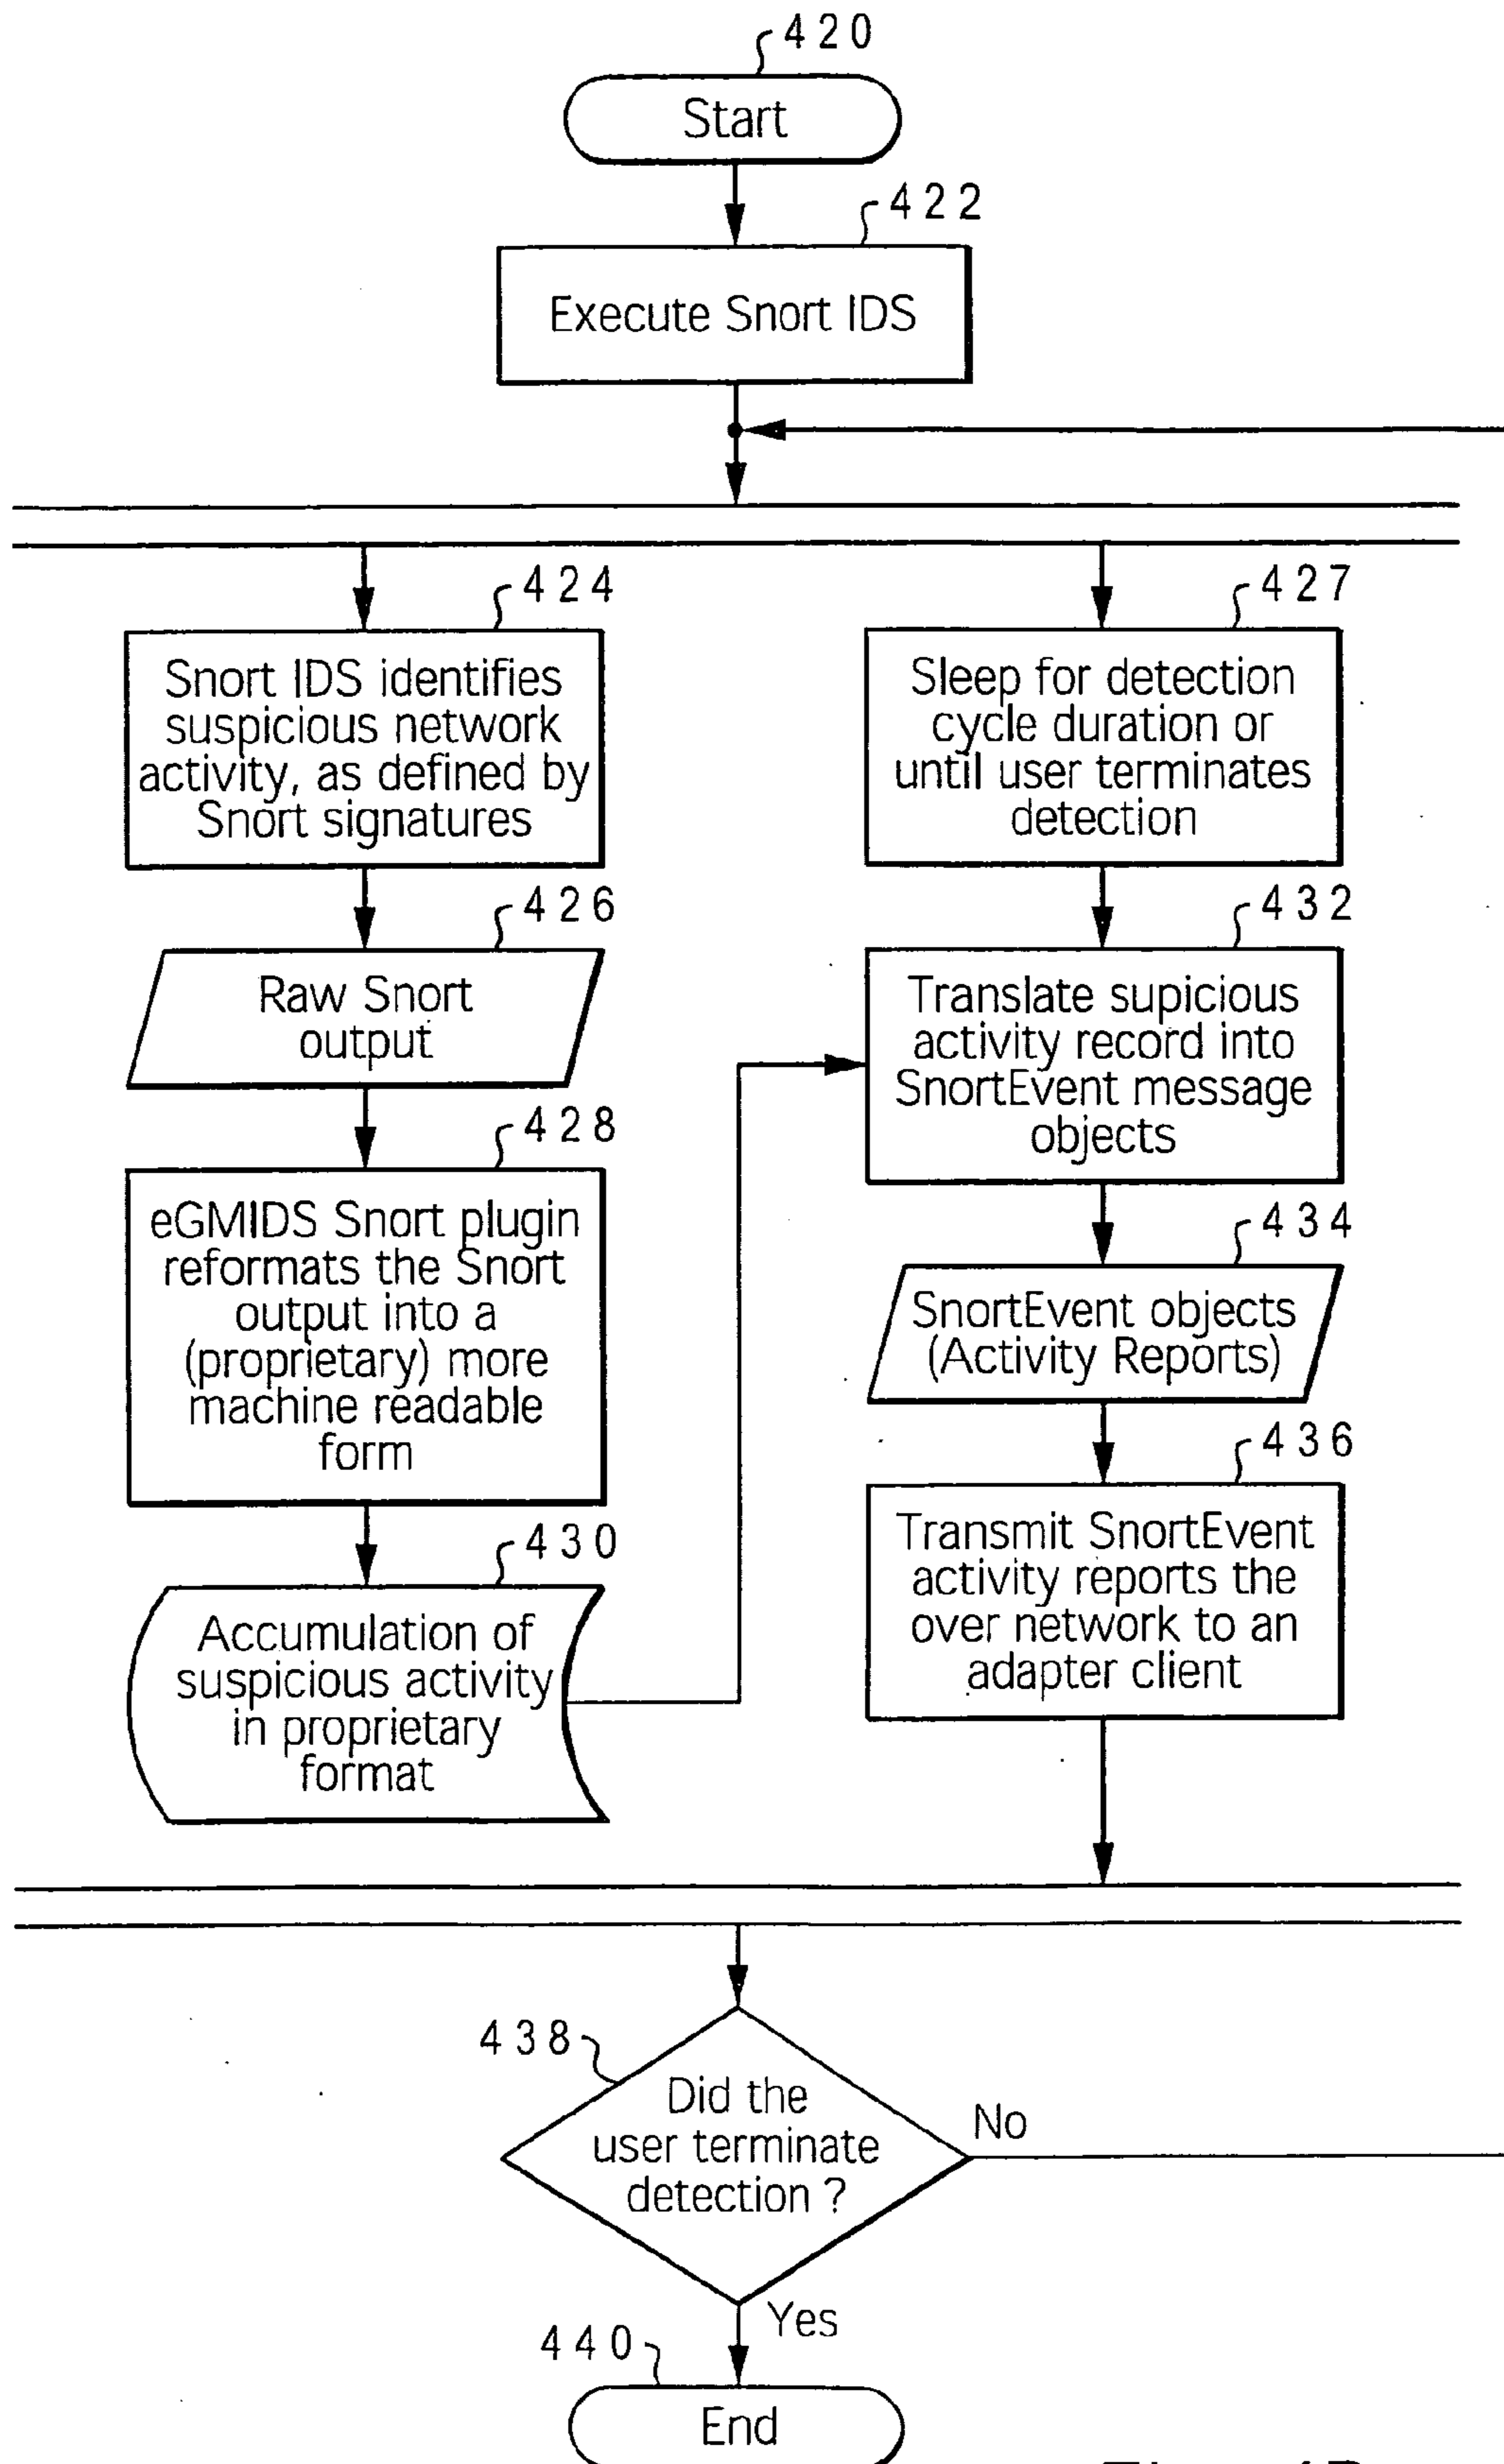 420
Start
422
Execute Snort IDS
424
Snort IDS identifies
suspicious network
activity, as defined by
Snort signatures
426
Raw Snort
output
428
eGMIDS Snort plugin
reformats the Snort
output into a
(proprietary) more
machine readable
form
430
Accumulation of
suspicious activity
in proprietary
format
427
Sleep for detection
cycle duration or
until user terminates
detection
432
Translate supicious
activity record into
SnortEvent message
objects
434
SnortEvent objects
(Activity Reports)
436
Transmit SnortEvent
activity reports the
over network to an
adapter client
438
Did the
user terminate
detection ?
No
Yes
440
End